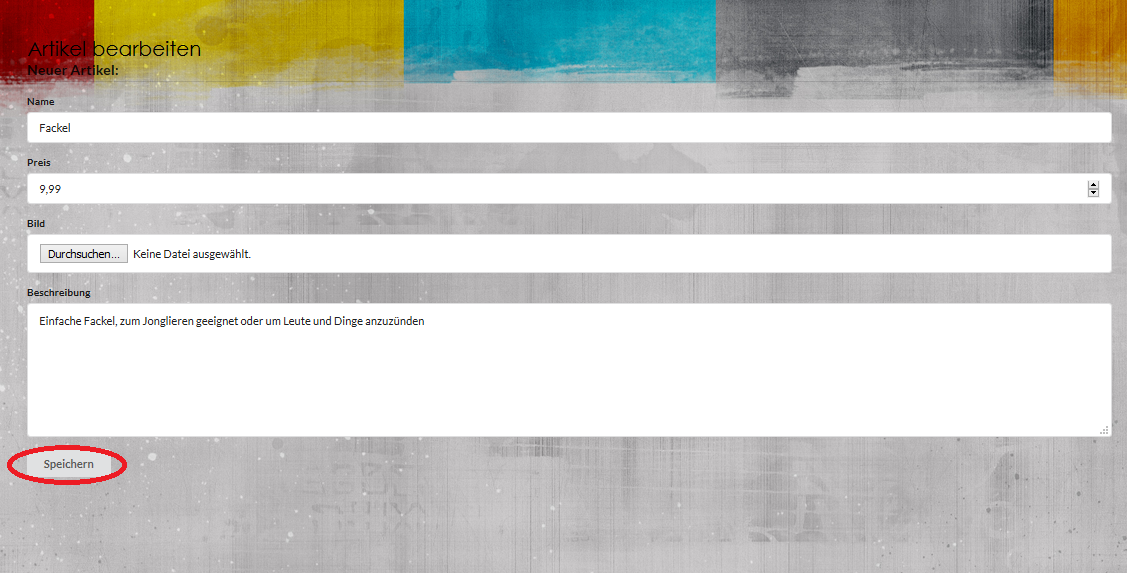 Artikel bearbeiten
Neuer Artikel:
Name
Fackel
Preis
9,99
Bild
Durchsuchen... Keine Datei ausgewählt.
Beschreibung
Einfache Fackel, zum Jonglieren geeignet oder um Leute und Dinge anzuzünden
Speichern